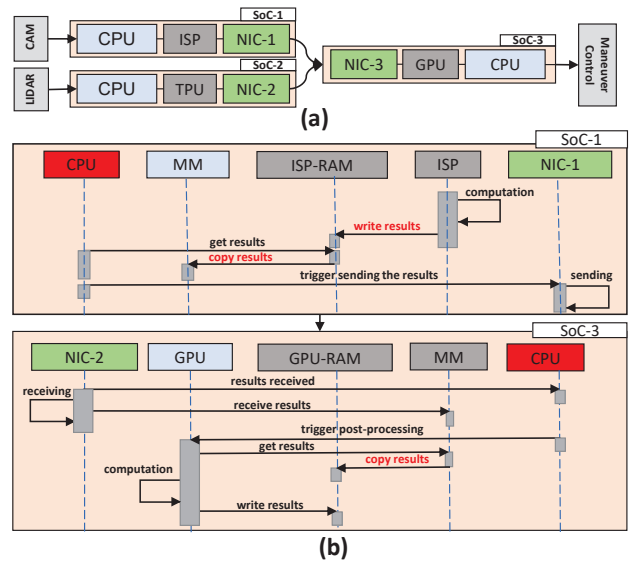 SoC-1
CAM
CPU
ISP
NIC-1
SoC-2
LIDAR
CPU
TPU
NIC-2
SoC-3
NIC-3
GPU
CPU
Maneuver
Control
(a)
SoC-1
CPU
MM
ISP-RAM
ISP
NIC-1
computation
write results
get results
copy results
trigger sending the results
sending
SoC-3
NIC-2
GPU
GPU-RAM
MM
CPU
results received
receiving
receive results
trigger post-processing
get results
copy results
computation
write results
(b)